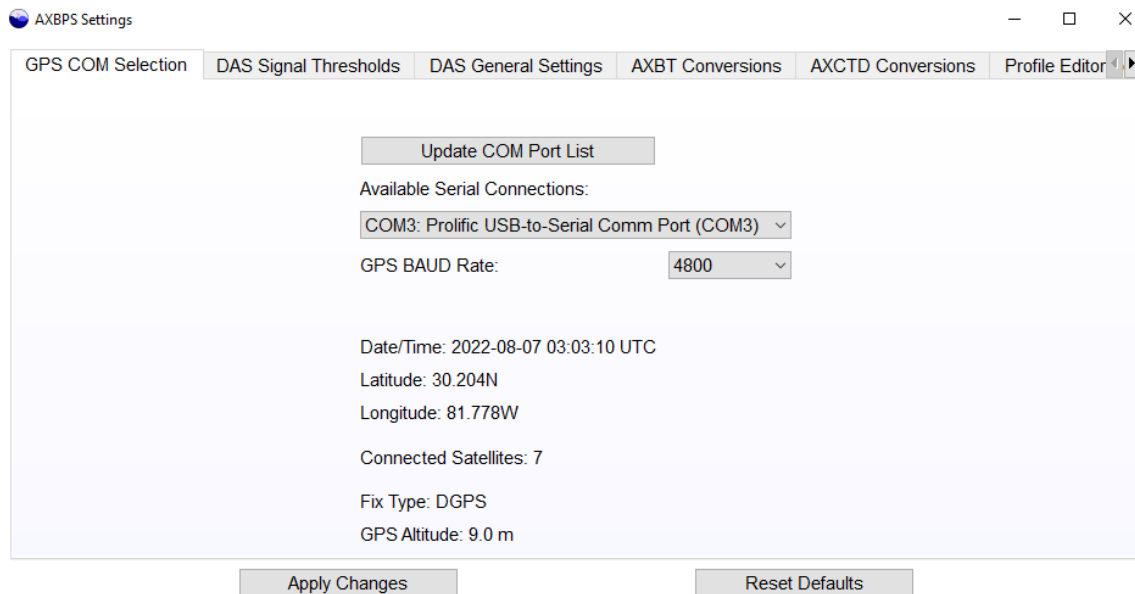 AXBPS Settings
GPS COM Selection DAS Signal Thresholds DAS General Settings AXBT Conversions AXCTD Conversions Profile Editor
Update COM Port List
Available Serial Connections:
COM3: Prolific USB-to-Serial Comm Port (COM3)
GPS BAUD Rate: 4800
Date/Time: 2022-08-07 03:03:10 UTC
Latitude: 30.204N
Longitude: 81.778W
Connected Satellites: 7
Fix Type: DGPS
GPS Altitude: 9.0 m
Apply Changes Reset Defaults